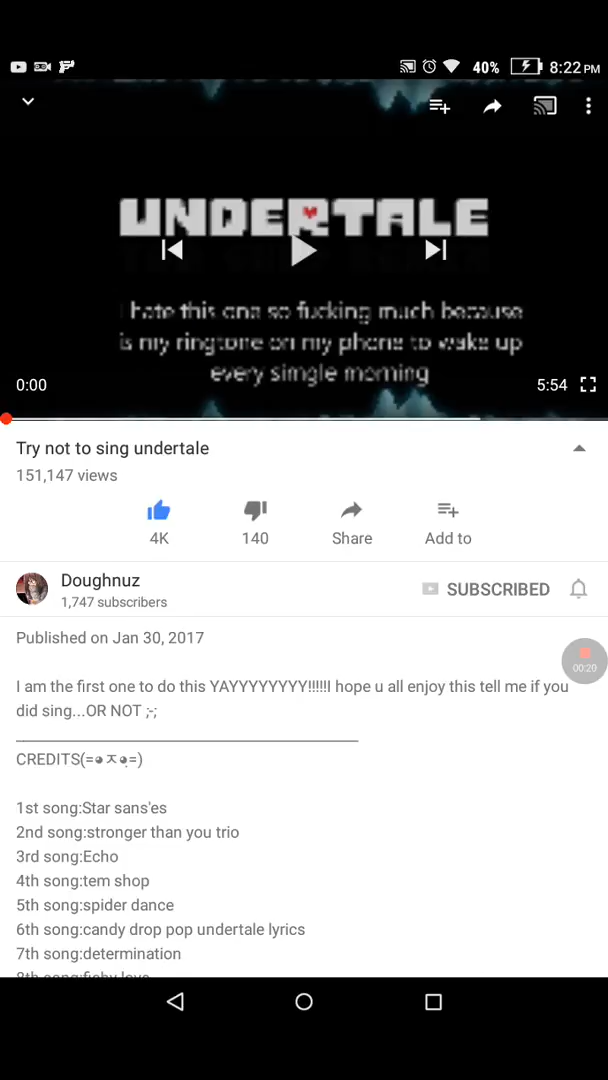 40% 8:22 PM
UNDERTALE
I hate this one so fucking much because
is my ringtone on my phone to wake up
every simgle morning
0:00 5:54
Try not to sing undertale
151,147 views
4K 140 Share Add to
Doughnuz
1,747 subscribers
SUBSCRIBED
Published on Jan 30, 2017
00:20
I am the first one to do this YAYYYYYYYY!!!!!I hope u all enjoy this tell me if you
did sing...OR NOT ;-;
CREDITS(=◕ㅈ◕=)
1st song:Star sans'es
2nd song:stronger than you trio
3rd song:Echo
4th song:tem shop
5th song:spider dance
6th song:candy drop pop undertale lyrics
7th song:determination
8th song:fishy love